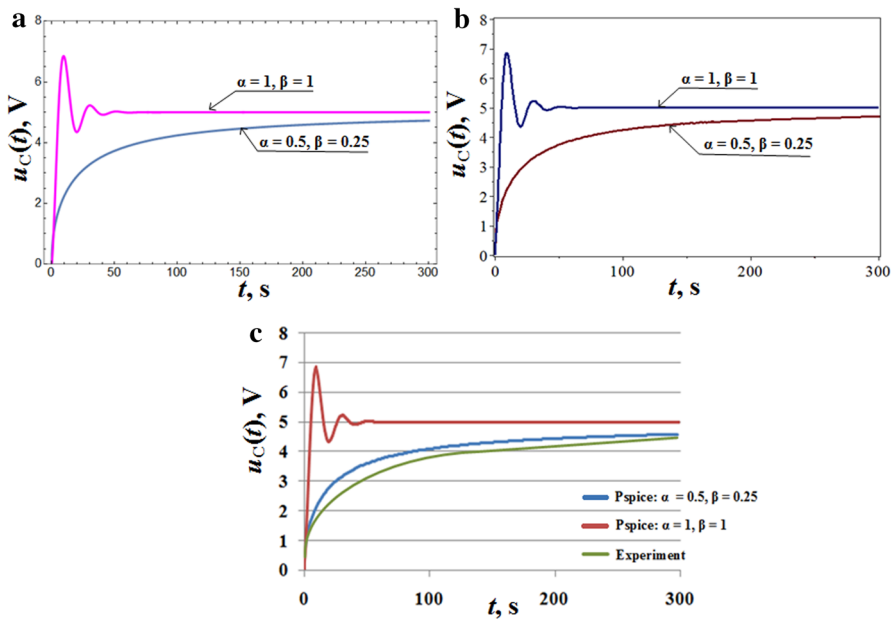 a
8
6
4
2
0
u_C(t), V
α = 1, β = 1
α = 0.5, β = 0.25
0 50 100 150 200 250 300
t, s
b
8
7
6
5
4
3
2
1
0
u_C(t), V
α = 1, β = 1
α = 0.5, β = 0.25
0 100 200 300
t, s
c
8
7
6
5
4
3
2
1
0
u_C(t), V
Pspice: α = 0.5, β = 0.25
Pspice: α = 1, β = 1
Experiment
0 100 200 300
t, s